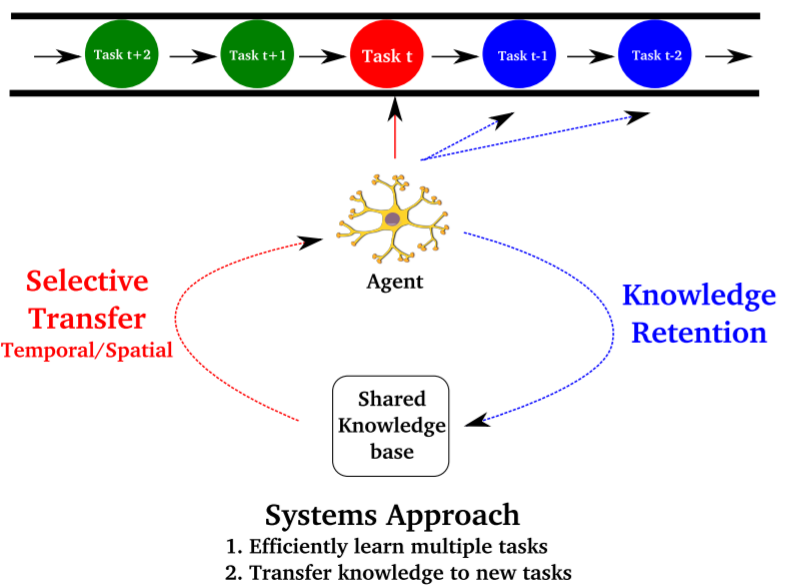 Task t+2
Task t+1
Task t
Task t-1
Task t-2
Agent
Selective
Transfer
Temporal/Spatial
Knowledge
Retention
Shared
Knowledge
base
Systems Approach
1. Efficiently learn multiple tasks
2. Transfer knowledge to new tasks